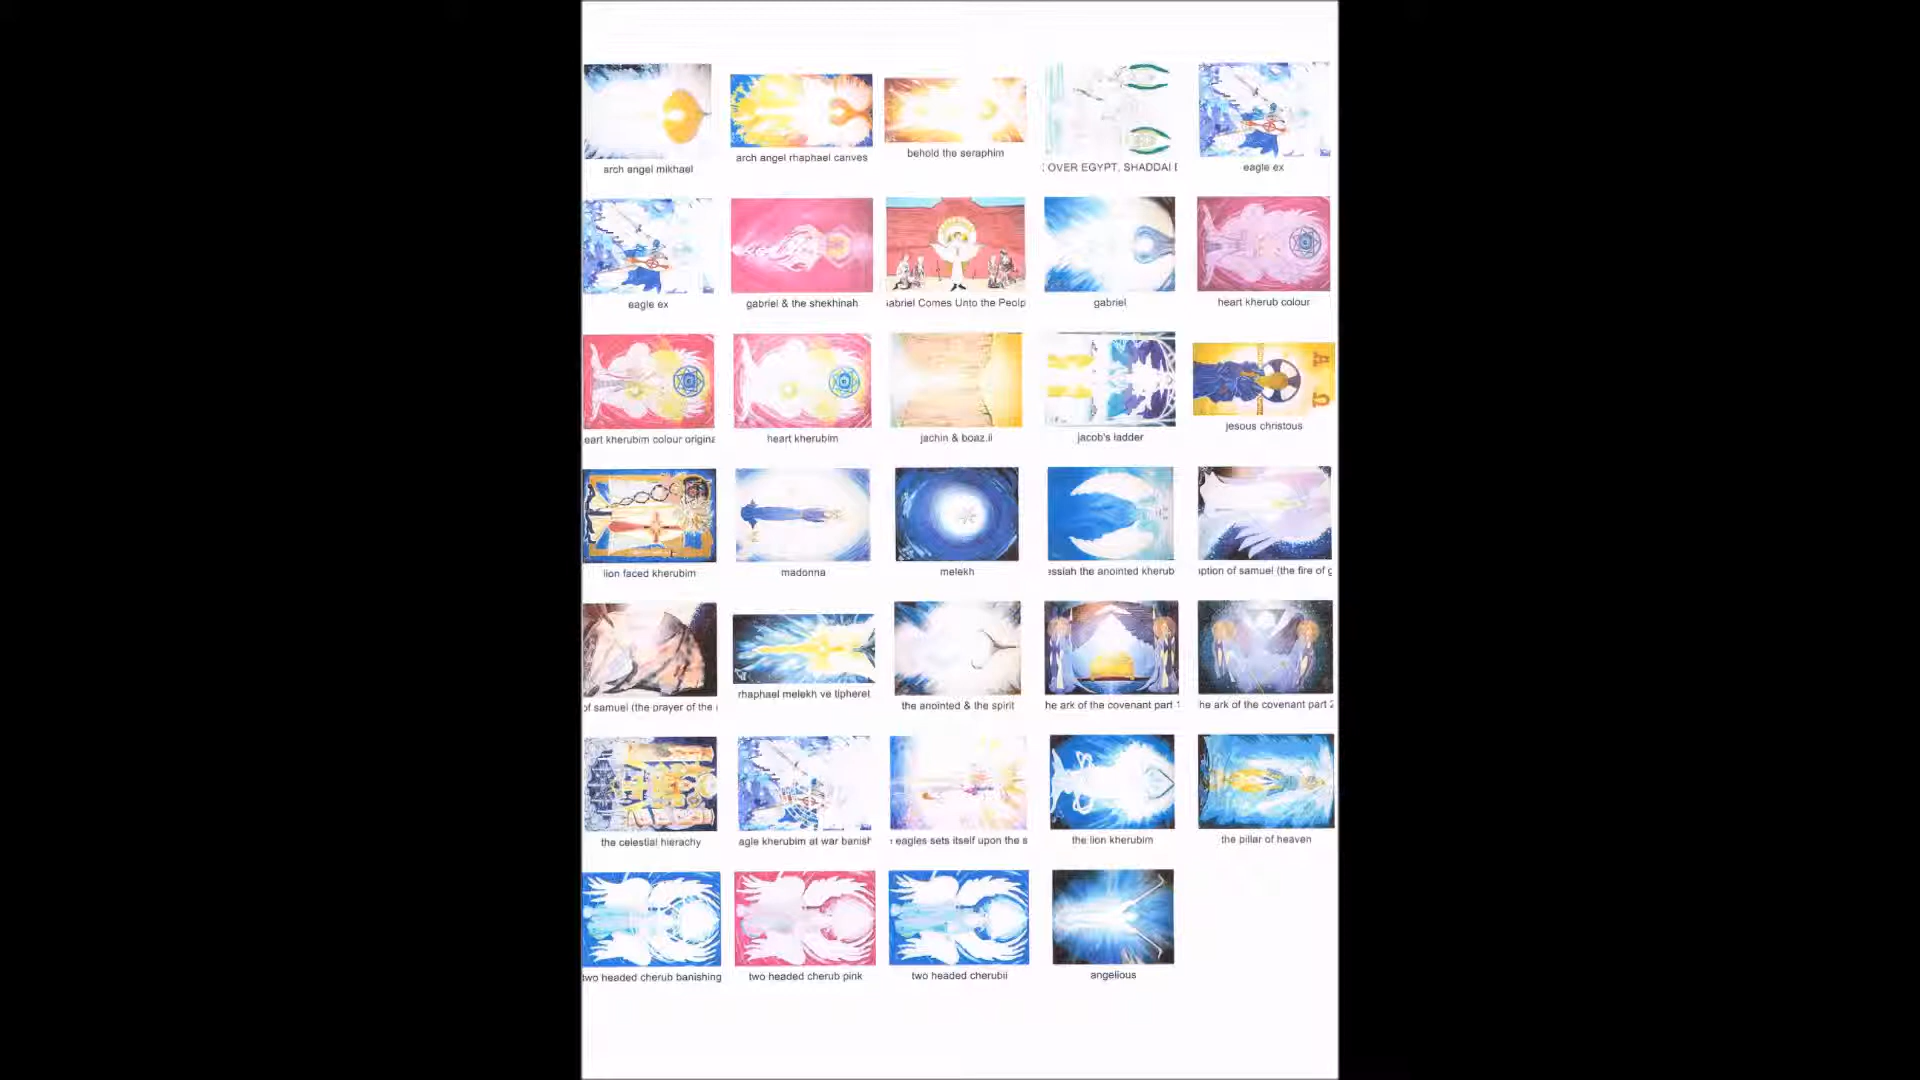 arch angel mikhael
arch angel rhaphael canves
behold the seraphim
OVER EGYPT, SHADDAI
eagle ex
eagle ex
gabriel & the shekhinah
abriel Comes Unto the Peolp
gabriel
heart kherub colour
eart kherubim colour origina
heart kherubim
jachin & boaz.ii
jacob's ladder
jesous christous
lion faced kherubim
madonna
melekh
essiah the anointed kherub
ption of samuel (the fire of g
of samuel (the prayer of the
rhaphael melekh ve tipheret
the anointed & the spirit
he ark of the covenant part 1
he ark of the covenant part 2
the celestial hierachy
agle kherubim at war banish
eagles sets itself upon the s
the lion kherubim
the pillar of heaven
two headed cherub banishing
two headed cherub pink
two headed cherubii
angelious